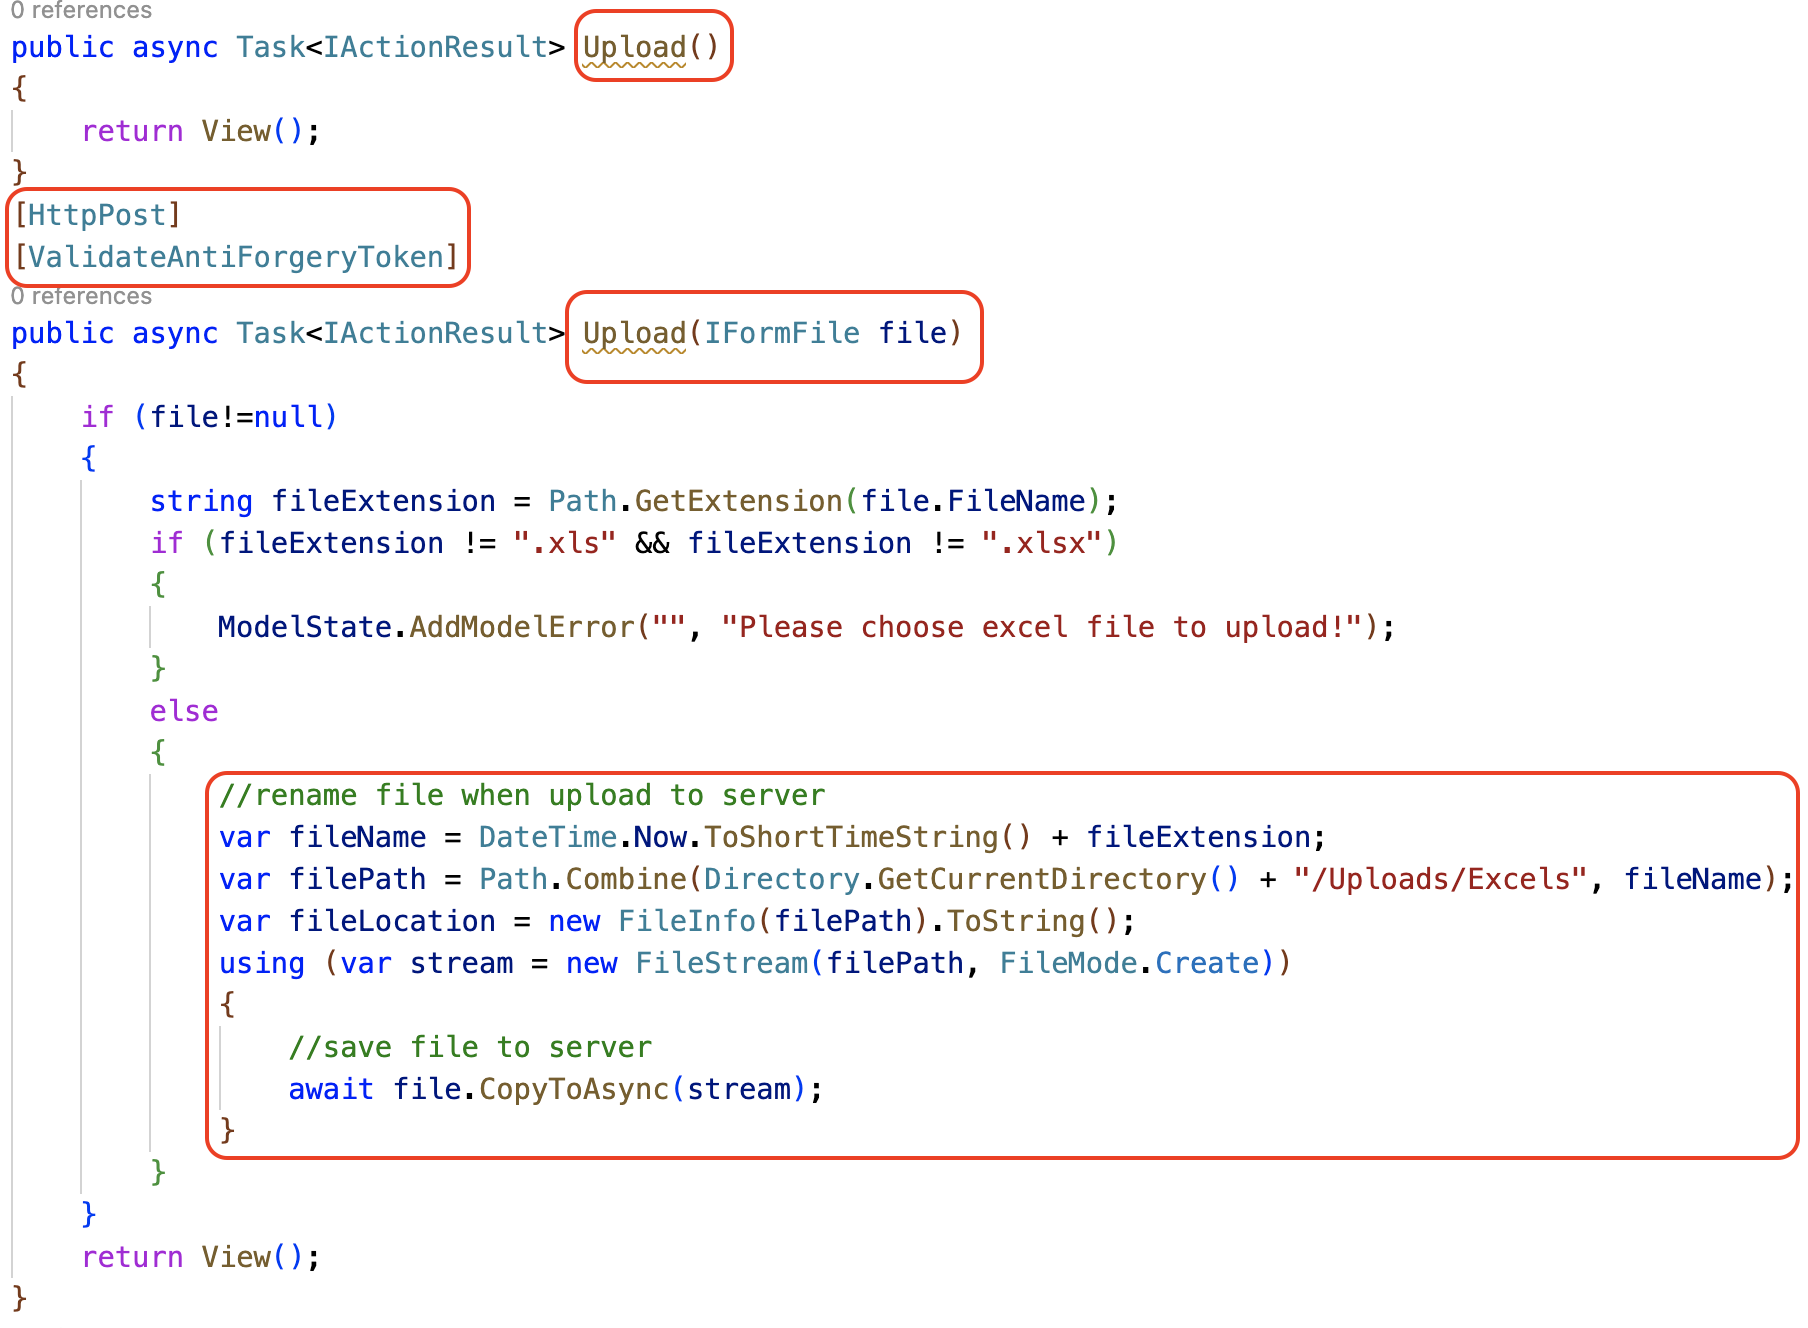 0 references
public async Task<IActionResult> Upload()
{
    return View();
}
[HttpPost]
[ValidateAntiForgeryToken]
0 references
public async Task<IActionResult> Upload(IFormFile file)
{
    if (file!=null)
    {
        string fileExtension = Path.GetExtension(file.FileName);
        if (fileExtension != ".xls" && fileExtension != ".xlsx")
        {
            ModelState.AddModelError("", "Please choose excel file to upload!");
        }
        else
        {
            //rename file when upload to server
            var fileName = DateTime.Now.ToShortTimeString() + fileExtension;
            var filePath = Path.Combine(Directory.GetCurrentDirectory() + "/Uploads/Excels", fileName);
            var fileLocation = new FileInfo(filePath).ToString();
            using (var stream = new FileStream(filePath, FileMode.Create))
            {
                //save file to server
                await file.CopyToAsync(stream);
            }
        }
    }
    return View();
}